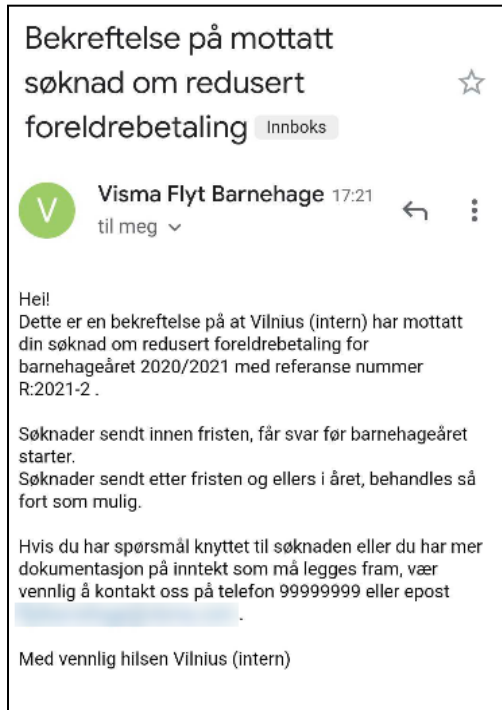 Bekreftelse på mottatt
søknad om redusert
foreldrebetaling Innboks
V
Visma Flyt Barnehage 17:21
til meg
Hei!
Dette er en bekreftelse på at Vilnius (intern) har mottatt
din søknad om redusert foreldrebetaling for
barnehageåret 2020/2021 med referanse nummer
R:2021-2 .
Søknader sendt innen fristen, får svar før barnehageåret
starter.
Søknader sendt etter fristen og ellers i året, behandles så
fort som mulig.
Hvis du har spørsmål knyttet til søknaden eller du har mer
dokumentasjon på inntekt som må legges fram, vær
vennlig å kontakt oss på telefon 99999999 eller epost
.
Med vennlig hilsen Vilnius (intern)